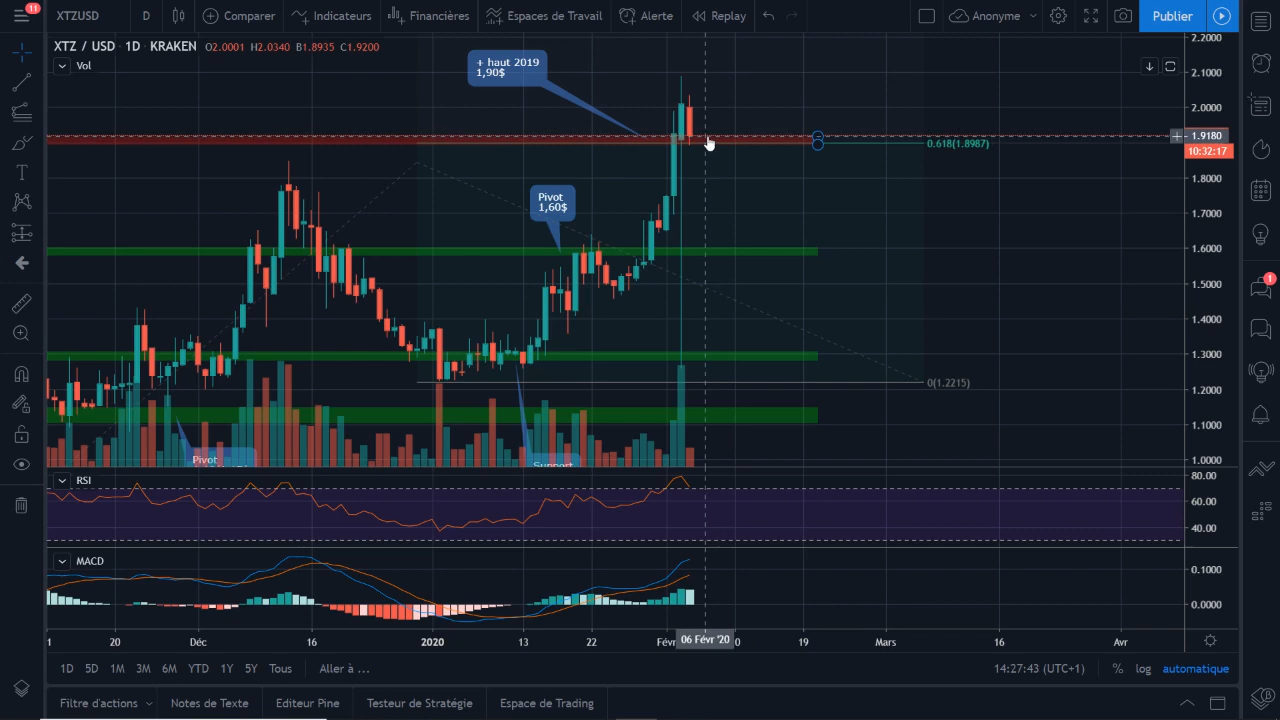 11
XTZUSD
D
Comparer
Indicateurs
Financières
Espaces de Travail
Alerte
Replay
Anonyme
Publier
XTZ / USD · 1D · KRAKEN O2.0001 H2.0340 B1.8935 C1.9200
Vol
+ haut 2019
1,90$
Pivot
1,60$
Pivot
Support
0.618(1.8987)
0(1.2215)
2.2000
2.1000
2.0000
1.9180
10:32:17
1.8000
1.7000
1.6000
1.5000
1.4000
1.3000
1.2000
1.1000
1.0000
RSI
80.00
60.00
40.00
MACD
0.1000
0.0000
1
20
Déc
16
2020
13
22
Févr
06 Févr '20
0
19
Mars
16
Avr
1D 5D 1M 3M 6M YTD 1Y 5Y Tous Aller à ...
14:27:43 (UTC+1) % log automatique
Filtre d'actions
Notes de Texte
Editeur Pine
Testeur de Stratégie
Espace de Trading
1